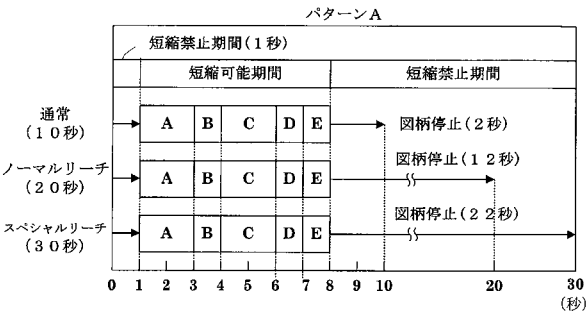 パターンA
短縮禁止期間(1秒)
短縮可能期間 短縮禁止期間
通常
(10秒)
A B C D E
図柄停止(2秒)
ノーマルリーチ
(20秒)
A B C D E
図柄停止(12秒)
スペシャルリーチ
(30秒)
A B C D E
図柄停止(22秒)
0 1 2 3 4 5 6 7 8 9 10 20 30
(秒)